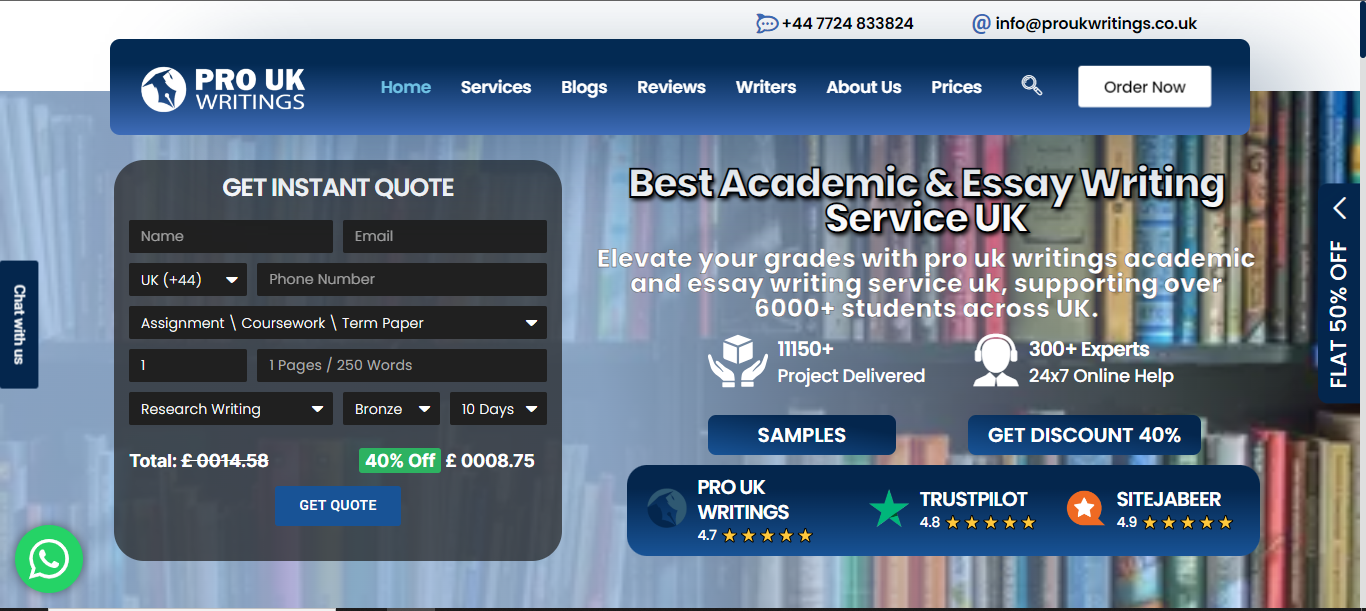 +44 7724 833824
info@proukwritings.co.uk
PRO UK
WRITINGS
Home
Services
Blogs
Reviews
Writers
About Us
Prices
Order Now
GET INSTANT QUOTE
Name
Email
UK (+44)
Phone Number
Assignment \ Coursework \ Term Paper
1
1 Pages / 250 Words
Research Writing
Bronze
10 Days
Total: £ 0014.58
40% Off £ 0008.75
GET QUOTE
Chat with us
Best Academic & Essay Writing
Service UK
Elevate your grades with pro uk writings academic
and essay writing service uk, supporting over
6000+ students across UK.
11150+
Project Delivered
300+ Experts
24x7 Online Help
SAMPLES
GET DISCOUNT 40%
PRO UK
WRITINGS
4.7
TRUSTPILOT
4.8
SITEJABEER
4.9
FLAT 50% OFF